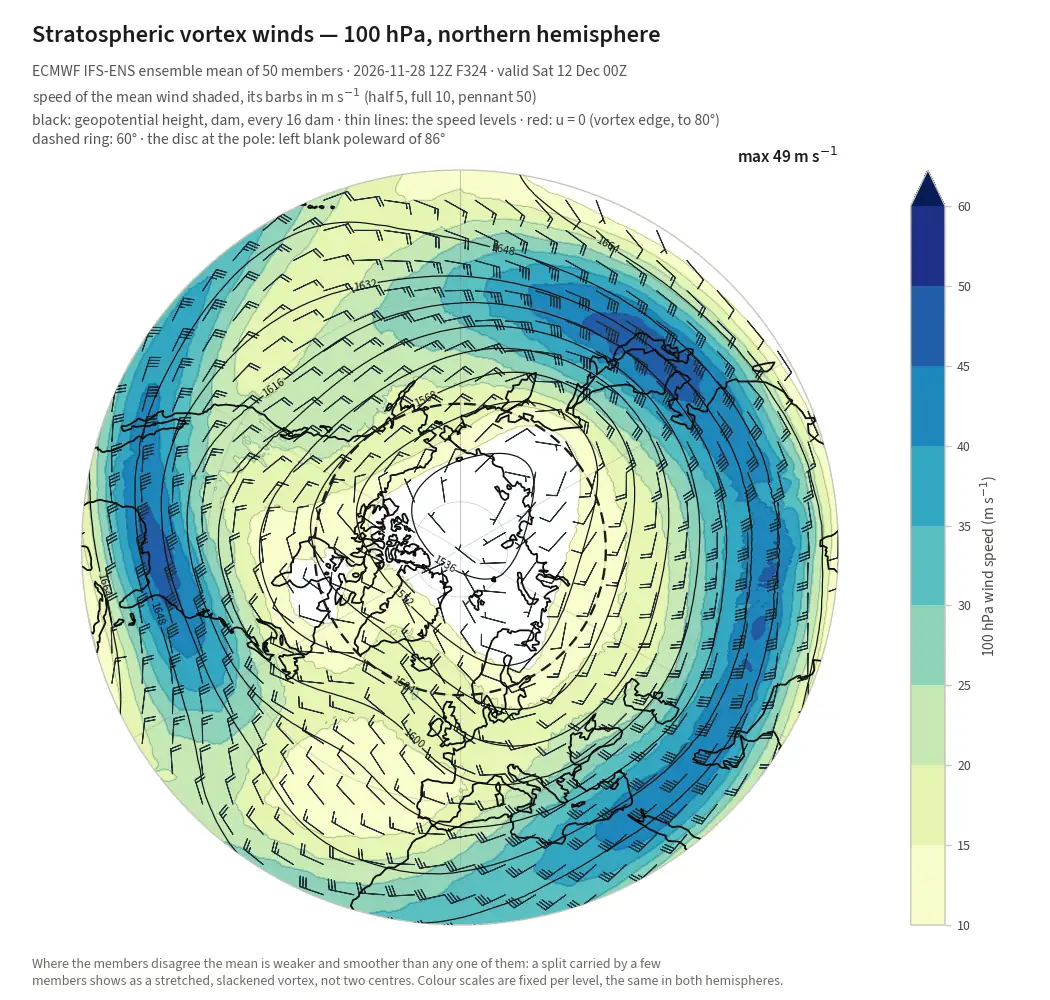 Stratospheric vortex winds — 100 hPa, northern hemisphere
ECMWF IFS-ENS ensemble mean of 50 members · 2026-11-28 12Z F324 · valid Sat 12 Dec 00Z
speed of the mean wind shaded, its barbs in m s⁻¹ (half 5, full 10, pennant 50)
black: geopotential height, dam, every 16 dam · thin lines: the speed levels · red: u = 0 (vortex edge, to 80°)
dashed ring: 60° · the disc at the pole: left blank poleward of 86°
max 49 m s⁻¹
60
50
45
40
35
30
25
20
15
10
100 hPa wind speed (m s⁻¹)
1664
1648
1632
1616
1568
1536
1648
1600
Where the members disagree the mean is weaker and smoother than any one of them: a split carried by a few
members shows as a stretched, slackened vortex, not two centres. Colour scales are fixed per level, the same in both hemispheres.